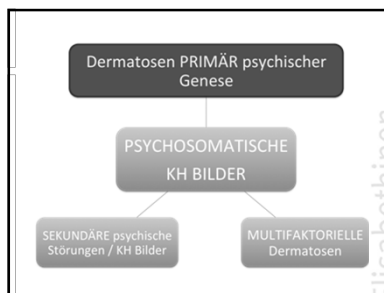 Dermatosen PRIMÄR psychischer
Genese
PSYCHOSOMATISCHE
KH BILDER
SEKUNDÄRE psychische
Störungen / KH Bilder
MULTIFAKTORIELLE
Dermatosen